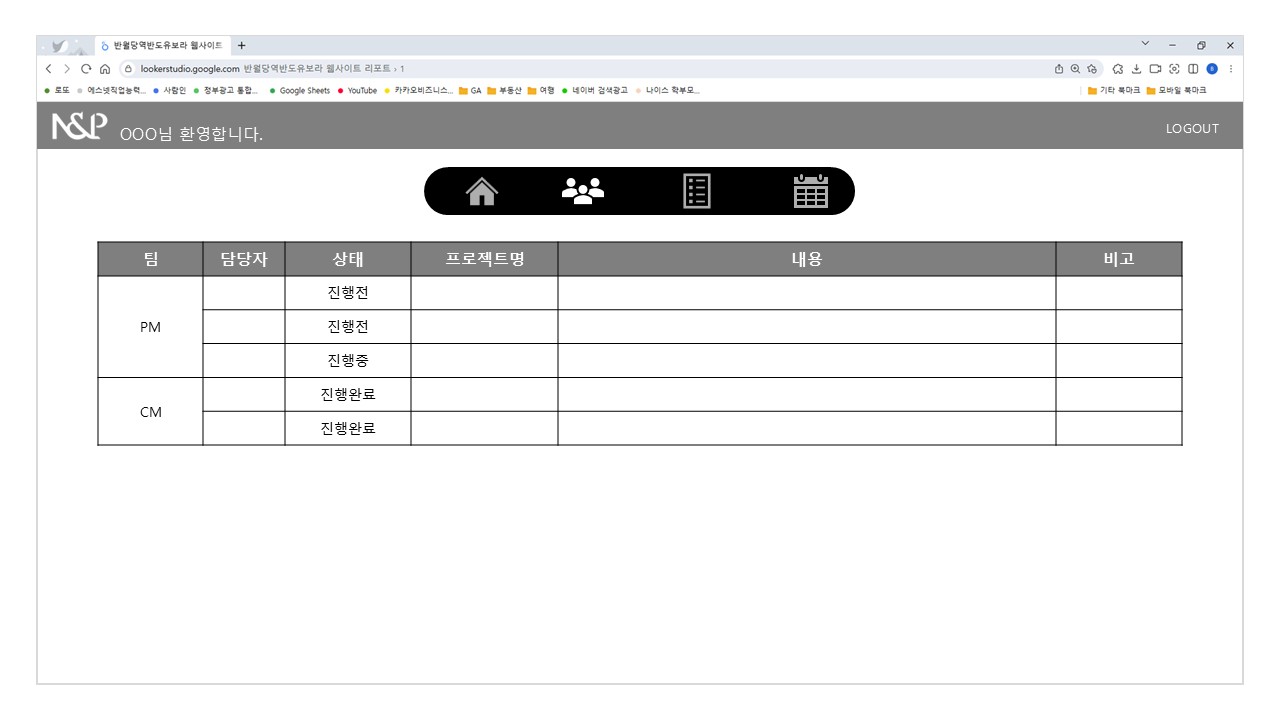 반월당역반도유보라 웹사이트
lookerstudio.google.com 반월당역반도유보라 웹사이트 리포트 › 1
로또 에스넷직업능력... 사람인 정부광고 통합... Google Sheets YouTube 카카오비즈니스... GA 부동산 여행 네이버 검색광고 나이스 학부모... 기타 북마크 모바일 북마크
N&P OOO님 환영합니다. LOGOUT
팀 담당자 상태 프로젝트명 내용 비고
진행전
PM 진행전
진행중
CM 진행완료
진행완료